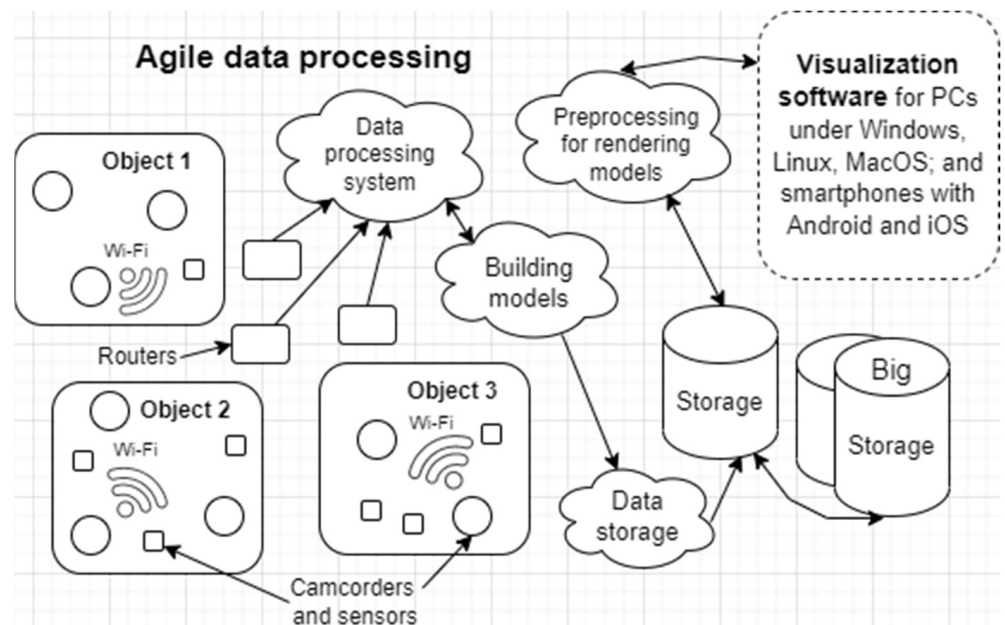 Agile data processing
Object 1
Wi-Fi
Data
processing
system
Preprocessing
for rendering
models
Visualization
software for PCs
under Windows,
Linux, MacOS; and
smartphones with
Android and iOS
Building
models
Routers
Object 2
Wi-Fi
Object 3
Wi-Fi
Storage
Big
Storage
Data
storage
Camcorders
and sensors